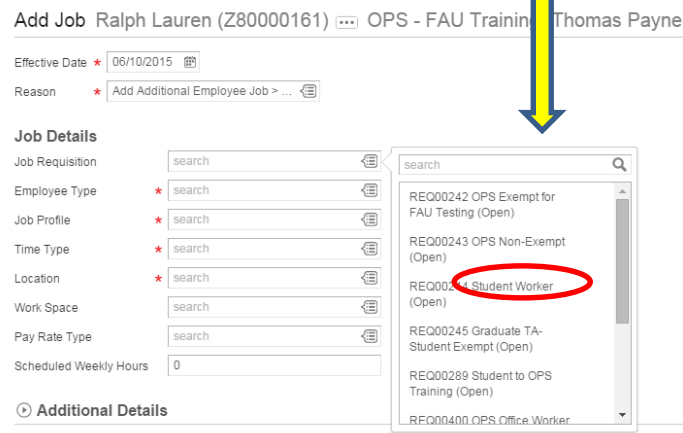 Add Job Ralph Lauren (Z80000161) OPS - FAU Training Thomas Payne
Effective Date * 06/10/2015
Reason * Add Additional Employee Job > ...
Job Details
Job Requisition search
Employee Type * search
Job Profile * search
Time Type * search
Location * search
Work Space search
Pay Rate Type search
Scheduled Weekly Hours 0
Additional Details
search
REQ00242 OPS Exempt for
FAU Testing (Open)
REQ00243 OPS Non-Exempt
(Open)
REQ00244 Student Worker
(Open)
REQ00245 Graduate TA-
Student Exempt (Open)
REQ00289 Student to OPS
Training (Open)
REQ00400 OPS Office Worker